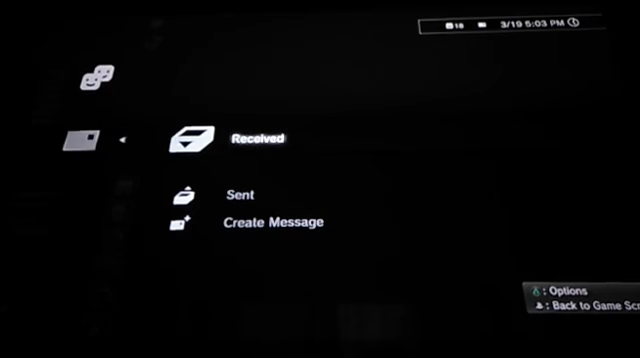 18 3/19 5:03 PM
Received
Sent
Create Message
: Options
: Back to Game Scr